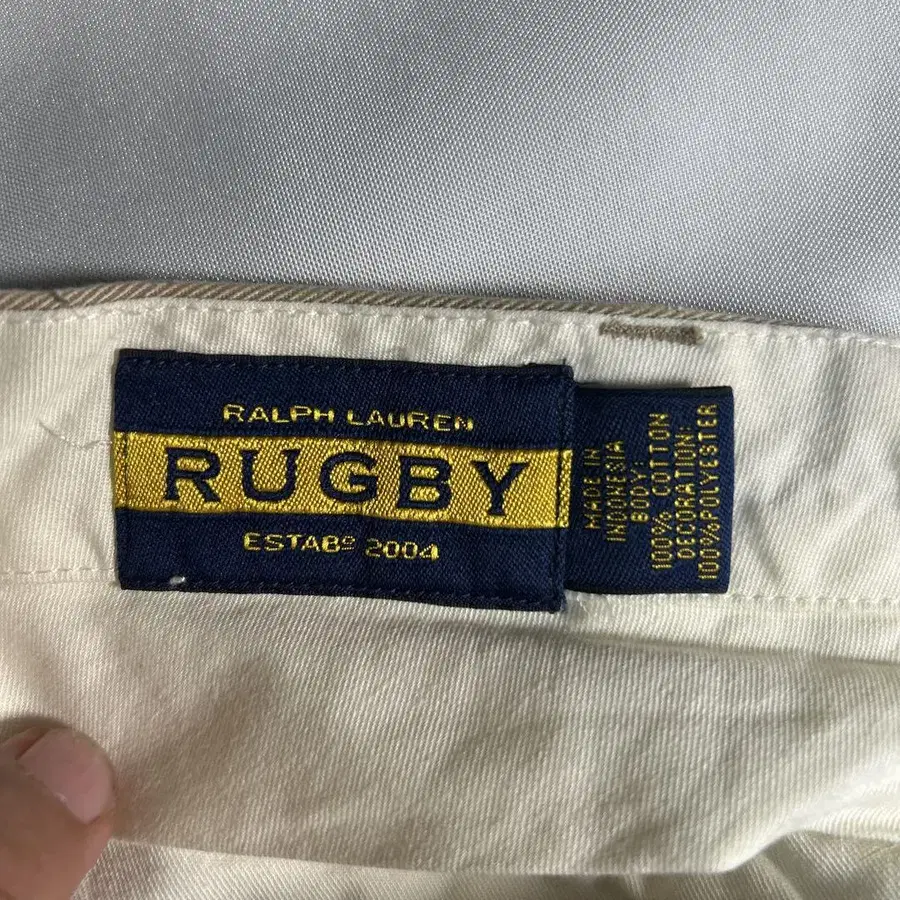 RALPH LAUREN
RUGBY
ESTABᴰ 2004
MADE IN
INDONESIA
BODY:
100% COTTON
DECORATION:
100%POLYESTER